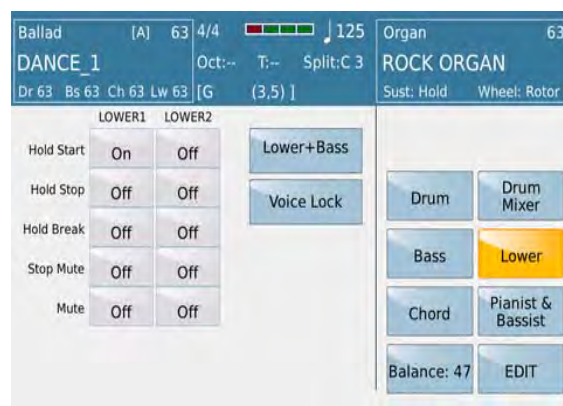 Ballad [A] 63 4/4 125 Organ 63
DANCE_1 Oct:-- T:-- Split:C 3 ROCK ORGAN
Dr 63 Bs 63 Ch 63 Lw 63 [G (3,5) ] Sust: Hold Wheel: Rotor
LOWER1 LOWER2
Hold Start On Off Lower+Bass
Hold Stop Off Off Voice Lock Drum Drum
Mixer
Hold Break Off Off Bass Lower
Stop Mute Off Off
Mute Off Off Chord Pianist &
Bassist
Balance: 47 EDIT